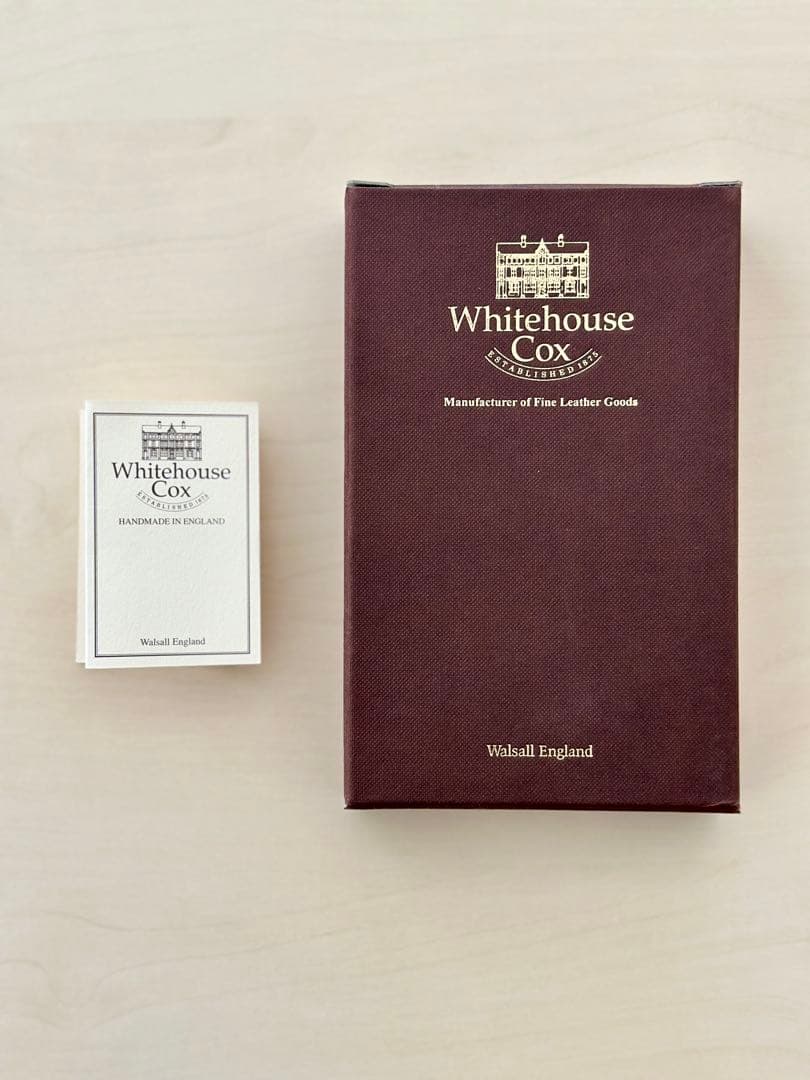 Whitehouse
Cox
ESTABLISHED 1875
HANDMADE IN ENGLAND
Walsall England
Whitehouse
Cox
ESTABLISHED 1875
Manufacturer of Fine Leather Goods
Walsall England